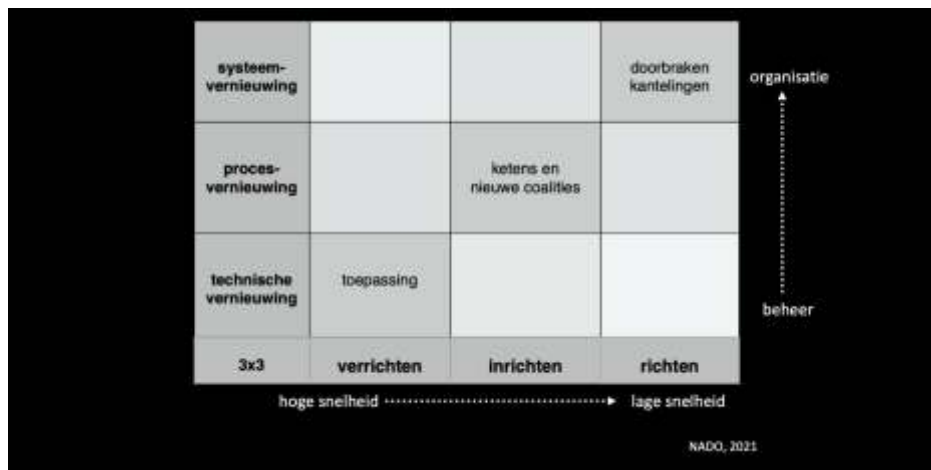 systeem-
vernieuwing
doorbraken
kantelingen
organisatie
proces-
vernieuwing
ketens en
nieuwe coalities
technische
vernieuwing
toepassing
beheer
3x3
verrichten
inrichten
richten
hoge snelheid
lage snelheid
NADO, 2021